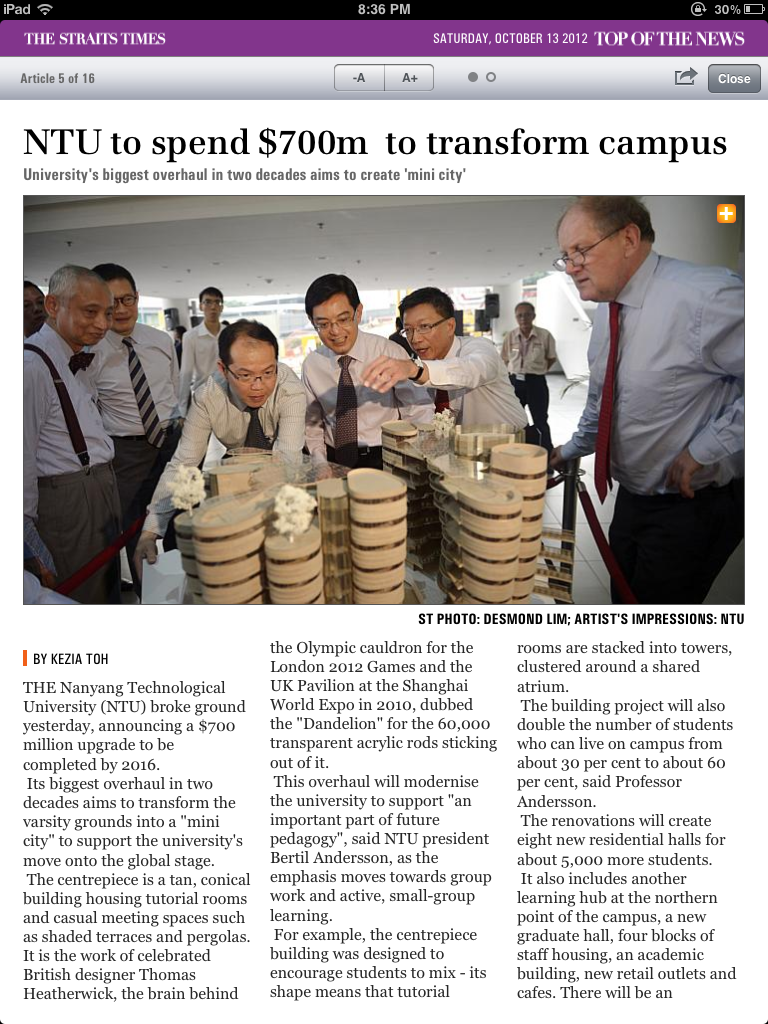 iPad 8:36 PM 30%
THE STRAITS TIMES SATURDAY, OCTOBER 13 2012 TOP OF THE NEWS
Article 5 of 16 -A A+ Close
NTU to spend $700m to transform campus
University's biggest overhaul in two decades aims to create 'mini city'
ST PHOTO: DESMOND LIM; ARTIST'S IMPRESSIONS: NTU
BY KEZIA TOH
THE Nanyang Technological
University (NTU) broke ground
yesterday, announcing a $700
million upgrade to be
completed by 2016.
Its biggest overhaul in two
decades aims to transform the
varsity grounds into a "mini
city" to support the university's
move onto the global stage.
The centrepiece is a tan, conical
building housing tutorial rooms
and casual meeting spaces such
as shaded terraces and pergolas.
It is the work of celebrated
British designer Thomas
Heatherwick, the brain behind
the Olympic cauldron for the
London 2012 Games and the
UK Pavilion at the Shanghai
World Expo in 2010, dubbed
the "Dandelion" for the 60,000
transparent acrylic rods sticking
out of it.
This overhaul will modernise
the university to support "an
important part of future
pedagogy", said NTU president
Bertil Andersson, as the
emphasis moves towards group
work and active, small-group
learning.
For example, the centrepiece
building was designed to
encourage students to mix - its
shape means that tutorial
rooms are stacked into towers,
clustered around a shared
atrium.
The building project will also
double the number of students
who can live on campus from
about 30 per cent to about 60
per cent, said Professor
Andersson.
The renovations will create
eight new residential halls for
about 5,000 more students.
It also includes another
learning hub at the northern
point of the campus, a new
graduate hall, four blocks of
staff housing, an academic
building, new retail outlets and
cafes. There will be an